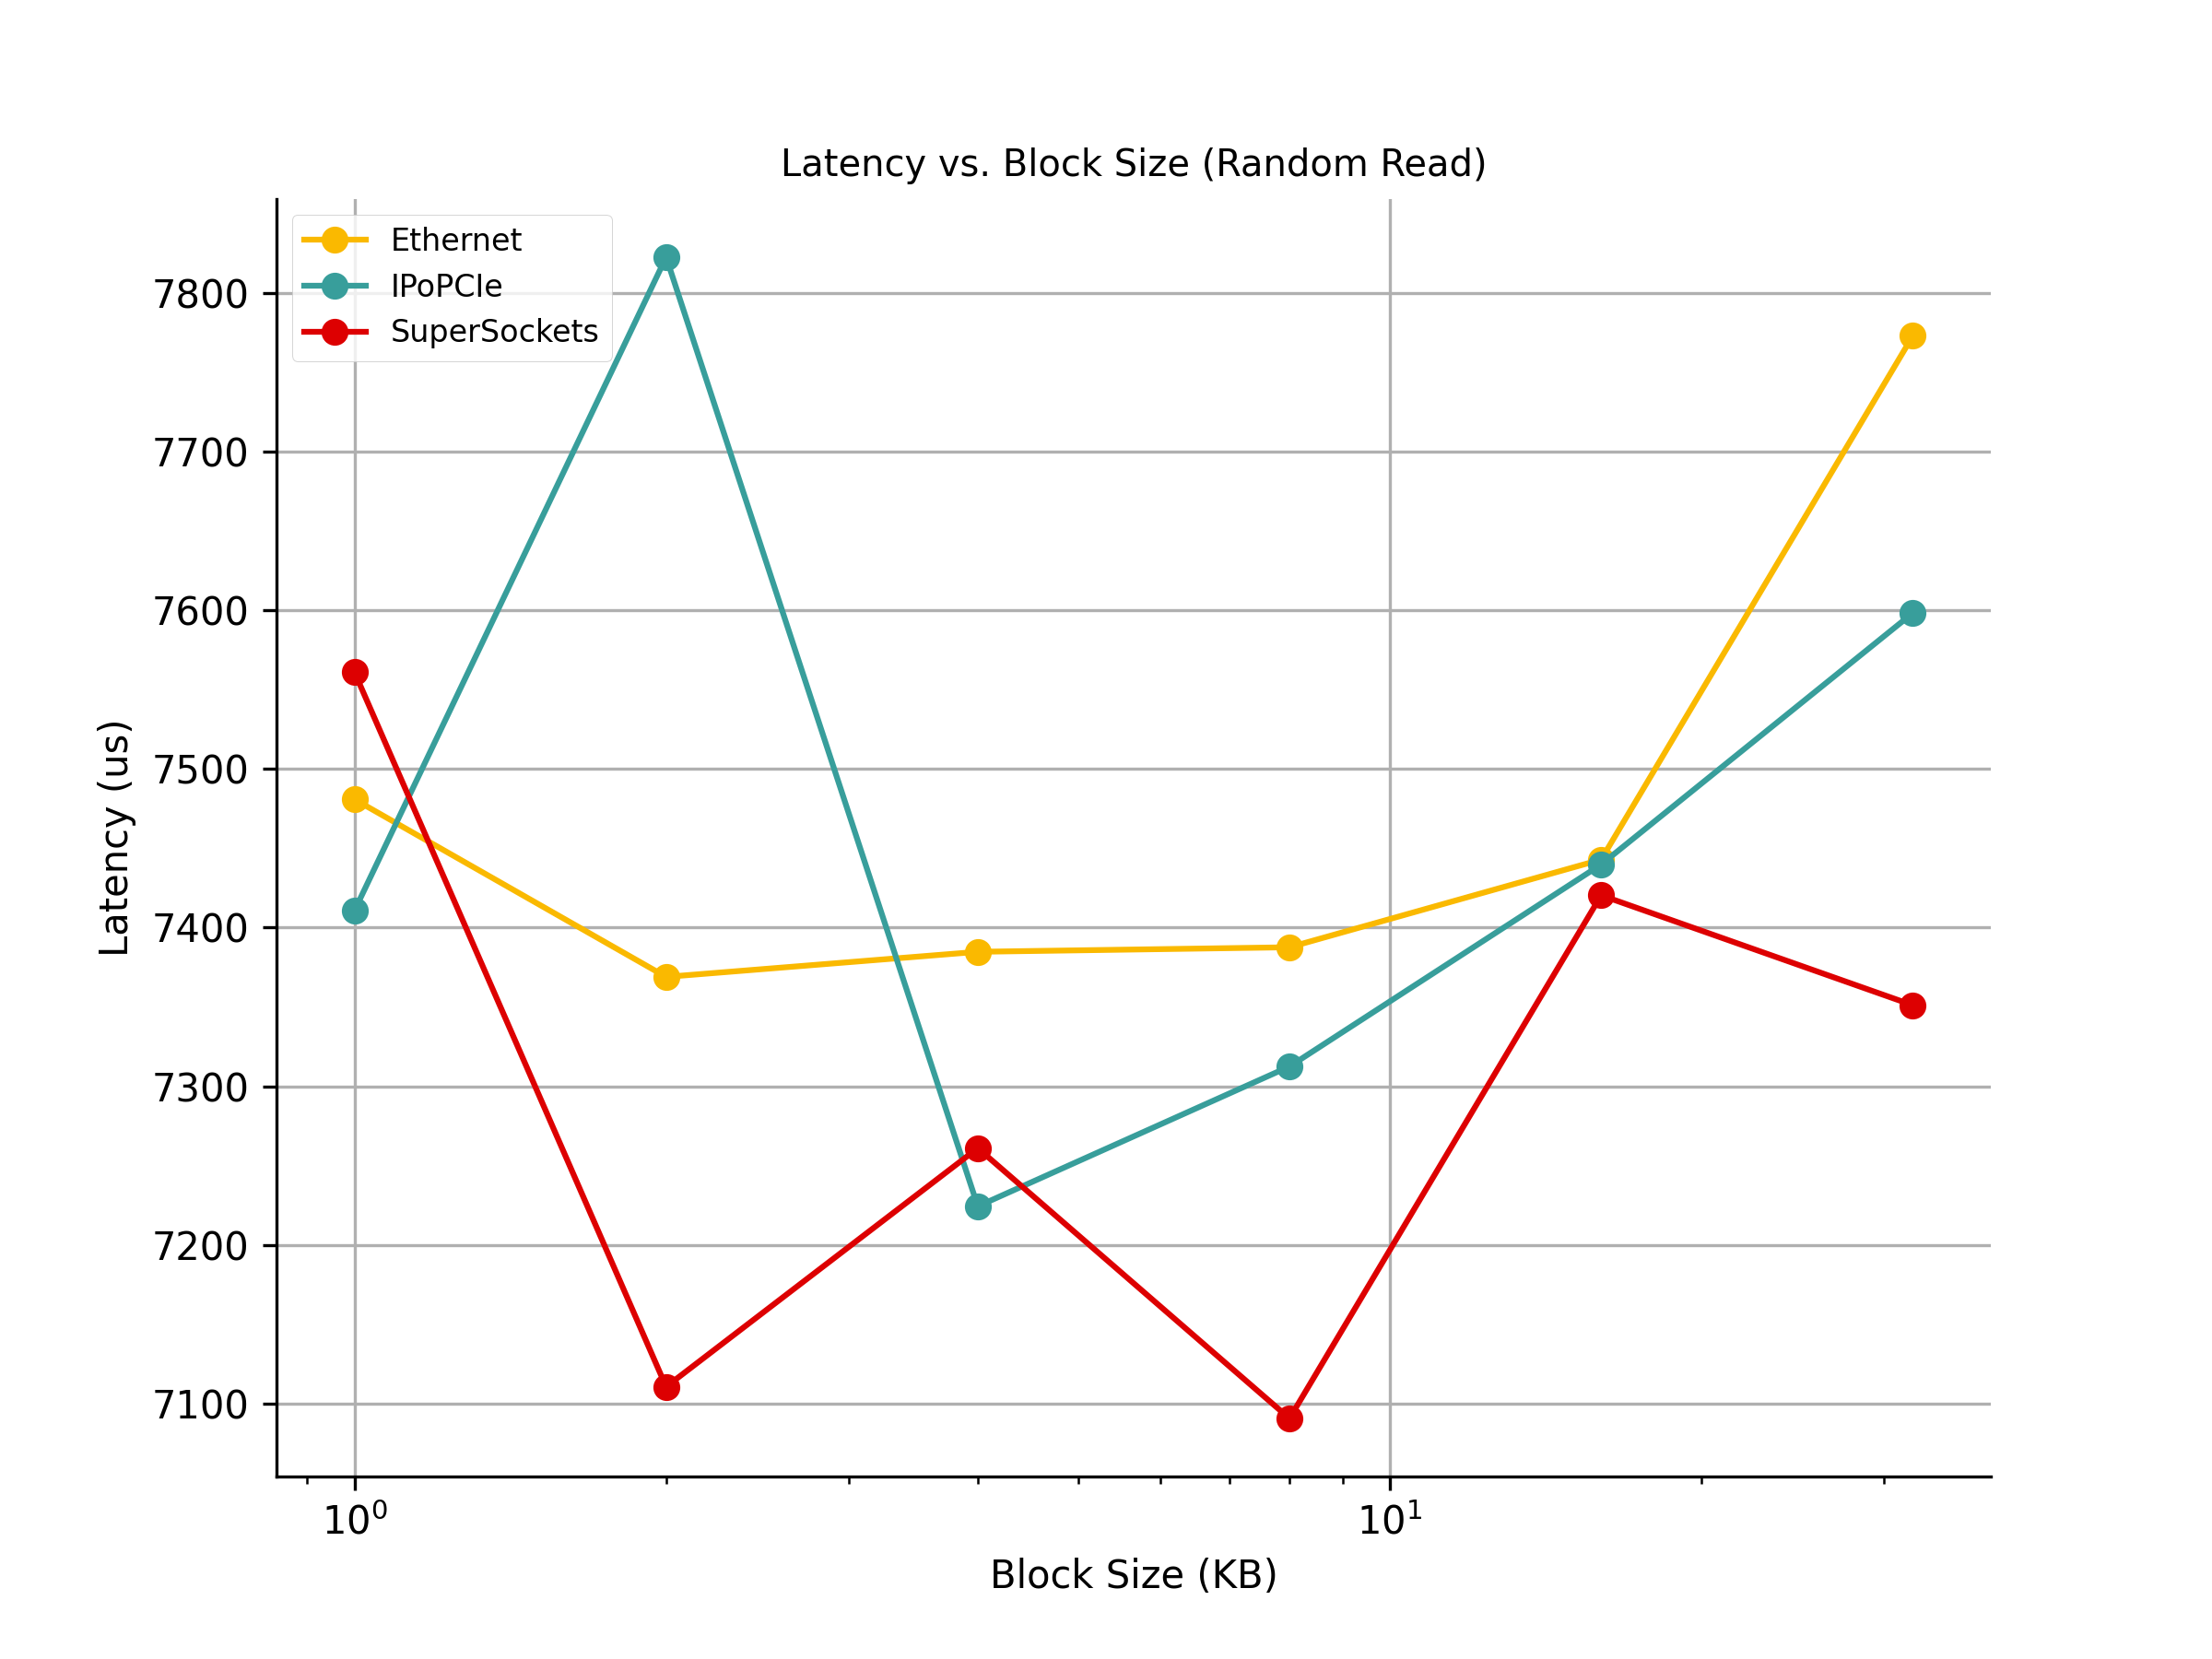 Latency vs. Block Size (Random Read)
Ethernet
IPoPCIe
SuperSockets
7800
7700
7600
7500
7400
7300
7200
7100
Latency (us)
10⁰ 10¹
Block Size (KB)